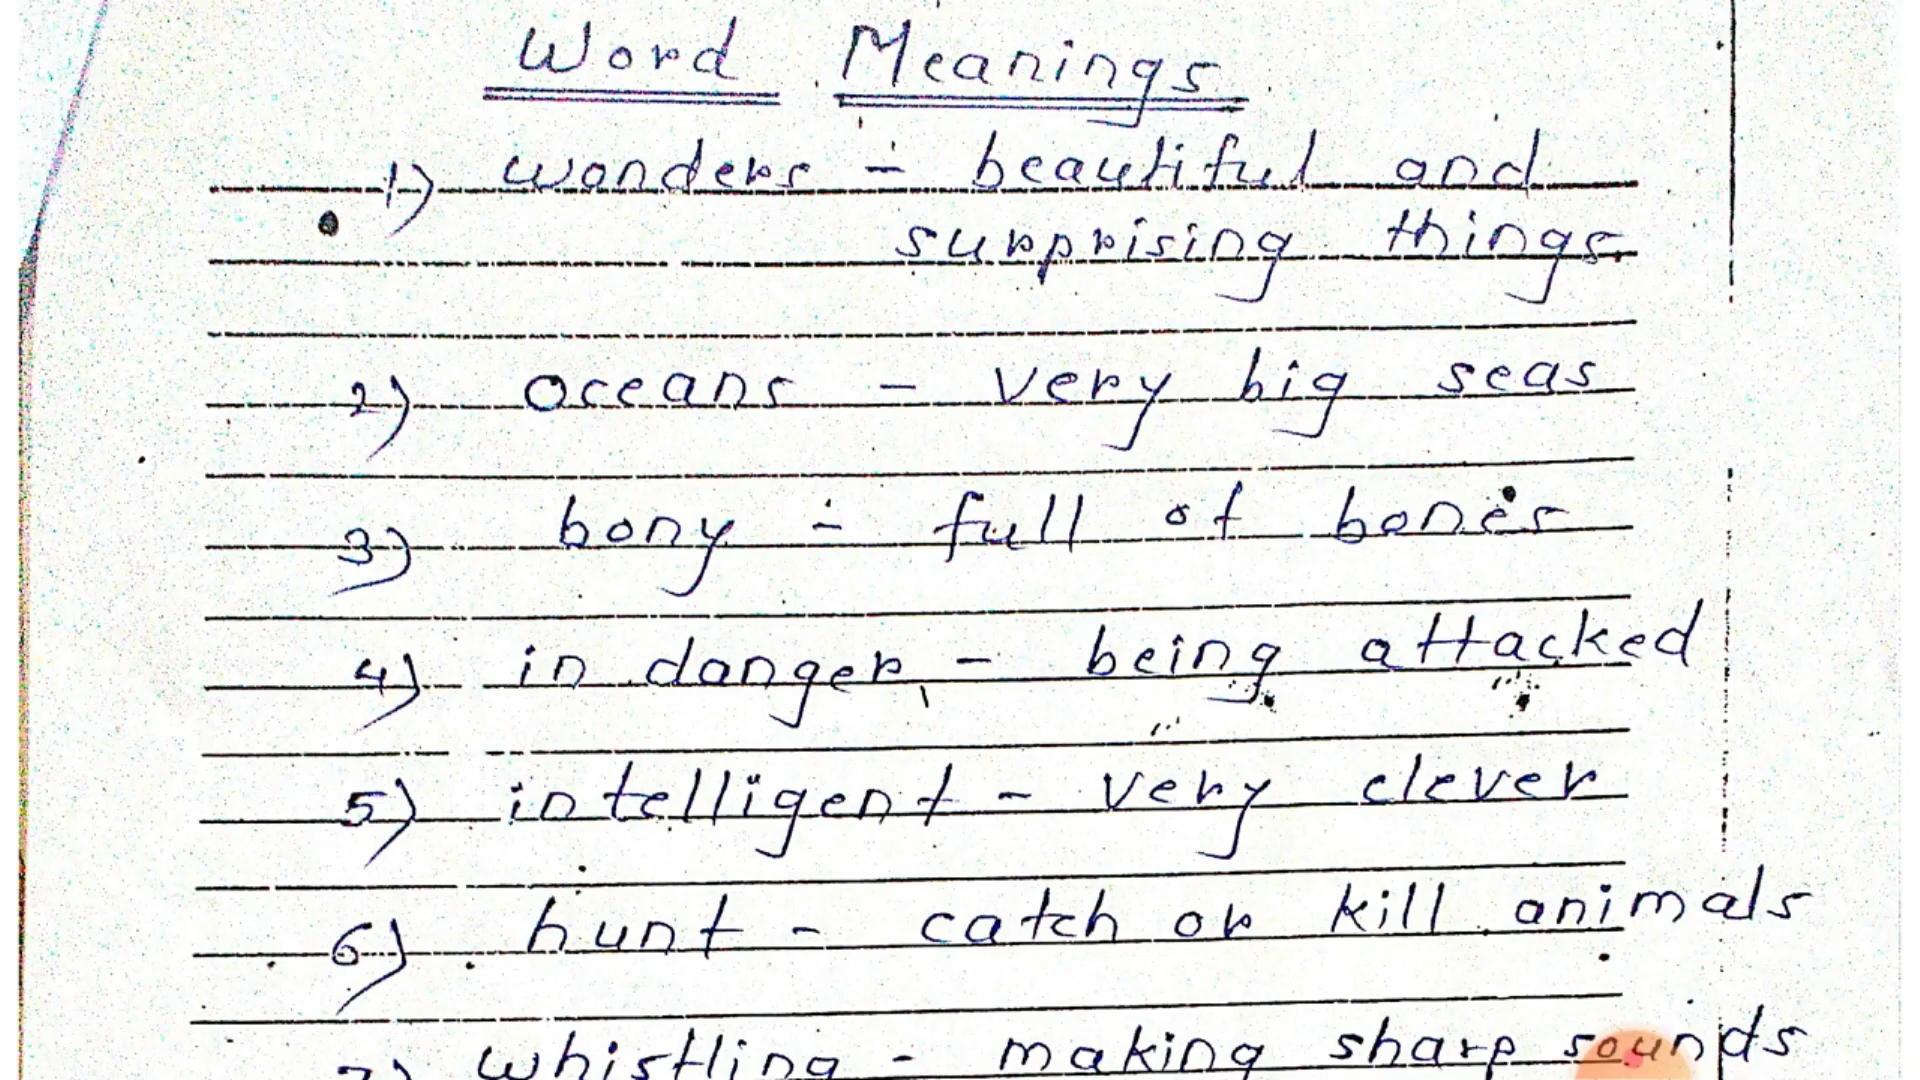 Word Meanings
1) wonders - beautiful and
surprising things.
2) oceans - very big seas
3) bony - full of bones
4) in danger - being attacked
5) intelligent - very clever
6) hunt - catch or kill animals
7) whistling - making sharp sounds